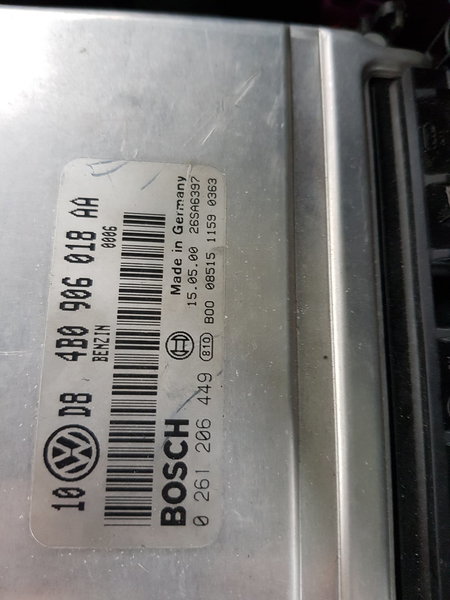 10 D8 4B0 906 018 AA
BENZIN 0006
Made in Germany
BOSCH 15.05.00 26SA6397
0 261 206 449 810 B00 08515 1159 0363